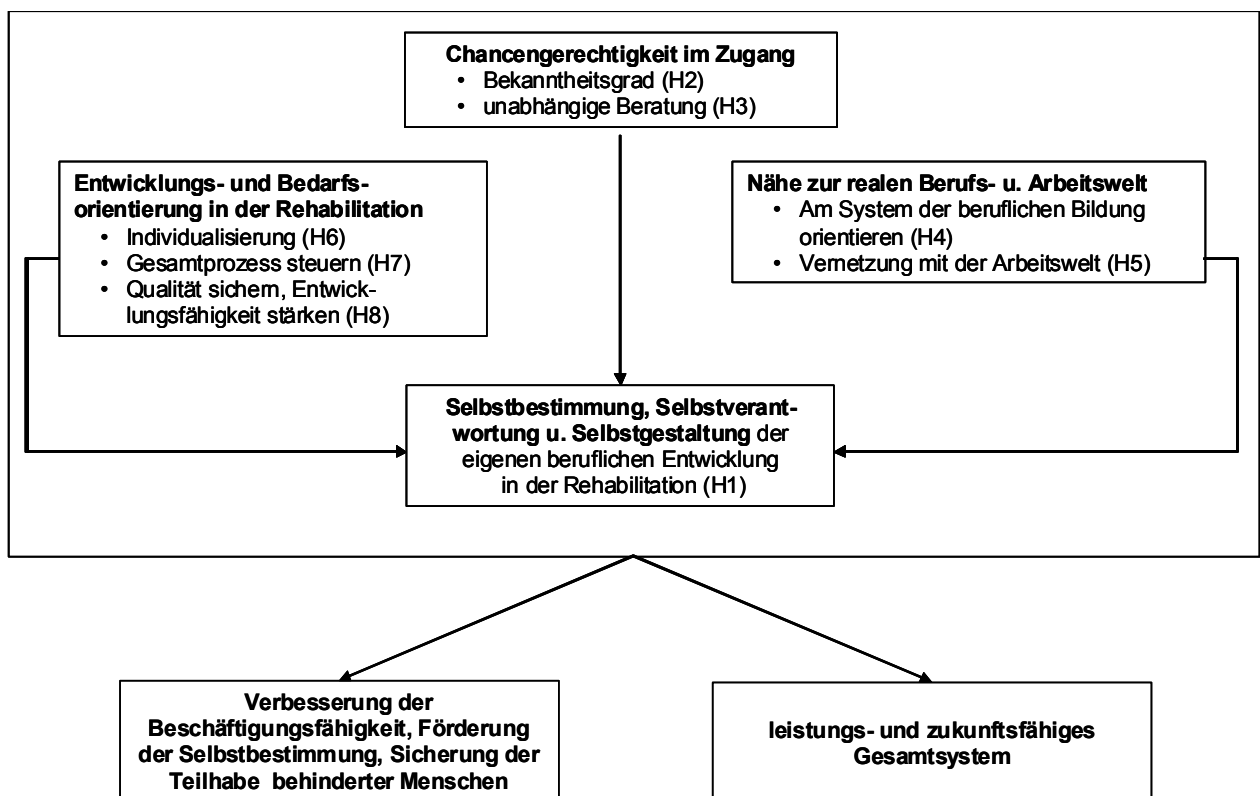 Chancengerechtigkeit im Zugang
• Bekanntheitsgrad (H2)
• unabhängige Beratung (H3)
Entwicklungs- und Bedarfs-
orientierung in der Rehabilitation
• Individualisierung (H6)
• Gesamtprozess steuern (H7)
• Qualität sichern, Entwick-
lungsfähigkeit stärken (H8)
Nähe zur realen Berufs- u. Arbeitswelt
• Am System der beruflichen Bildung
orientieren (H4)
• Vernetzung mit der Arbeitswelt (H5)
Selbstbestimmung, Selbstverant-
wortung u. Selbstgestaltung der
eigenen beruflichen Entwicklung
in der Rehabilitation (H1)
Verbesserung der
Beschäftigungsfähigkeit, Förderung
der Selbstbestimmung, Sicherung der
Teilhabe behinderter Menschen
leistungs- und zukunftsfähiges
Gesamtsystem